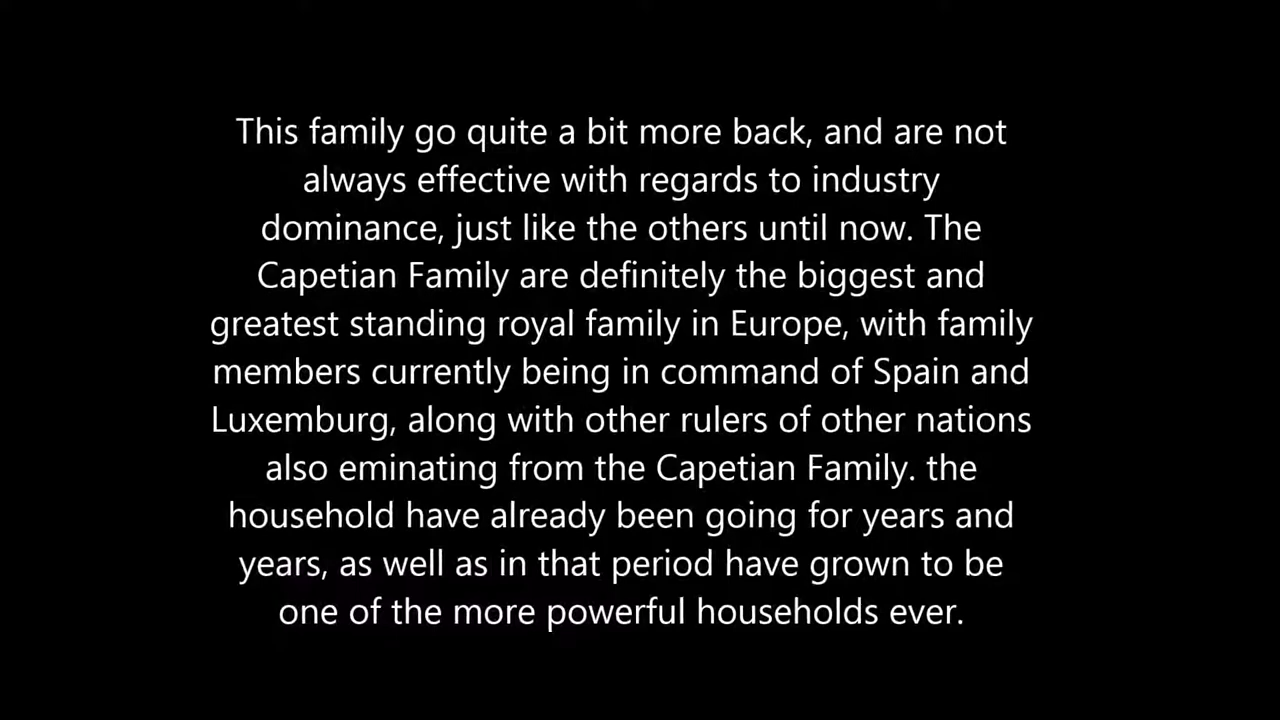 This family go quite a bit more back, and are not
always effective with regards to industry
dominance, just like the others until now. The
Capetian Family are definitely the biggest and
greatest standing royal family in Europe, with family
members currently being in command of Spain and
Luxemburg, along with other rulers of other nations
also eminating from the Capetian Family. the
household have already been going for years and
years, as well as in that period have grown to be
one of the more powerful households ever.